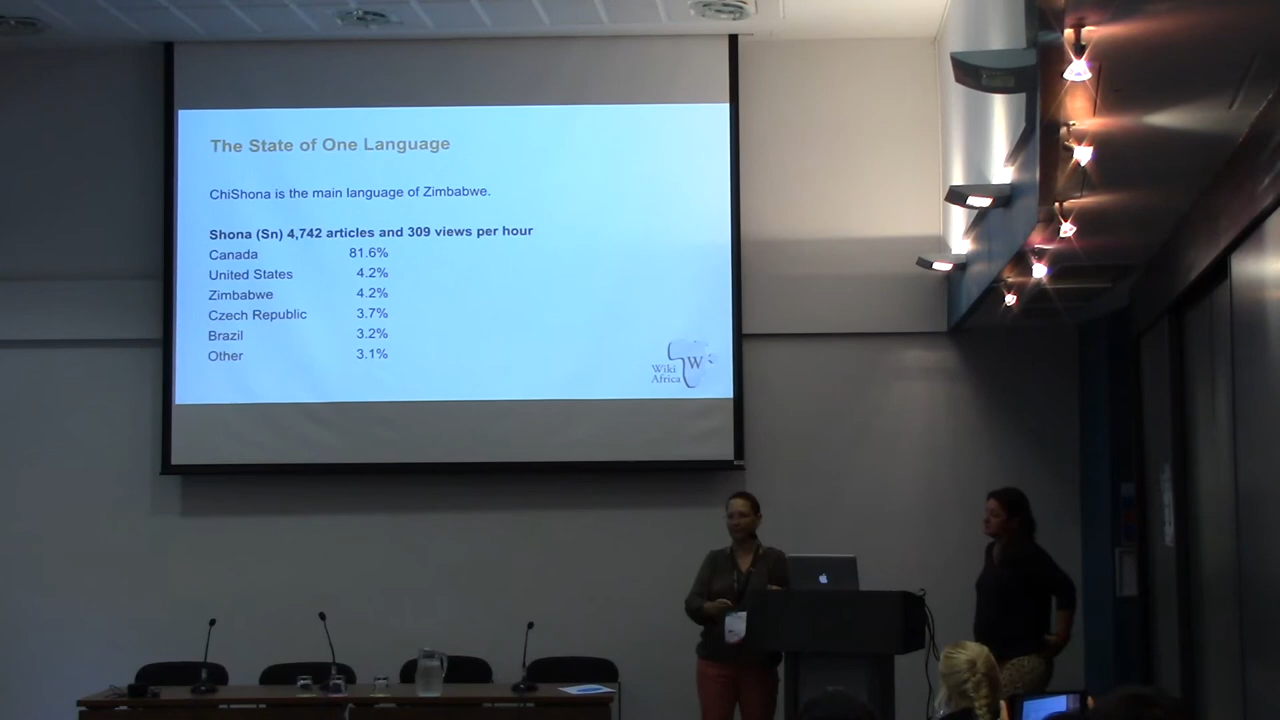 The State of One Language
ChiShona is the main language of Zimbabwe.
Shona (Sn) 4,742 articles and 309 views per hour
Canada 81.6%
United States 4.2%
Zimbabwe 4.2%
Czech Republic 3.7%
Brazil 3.2%
Other 3.1%
Wiki W
Africa